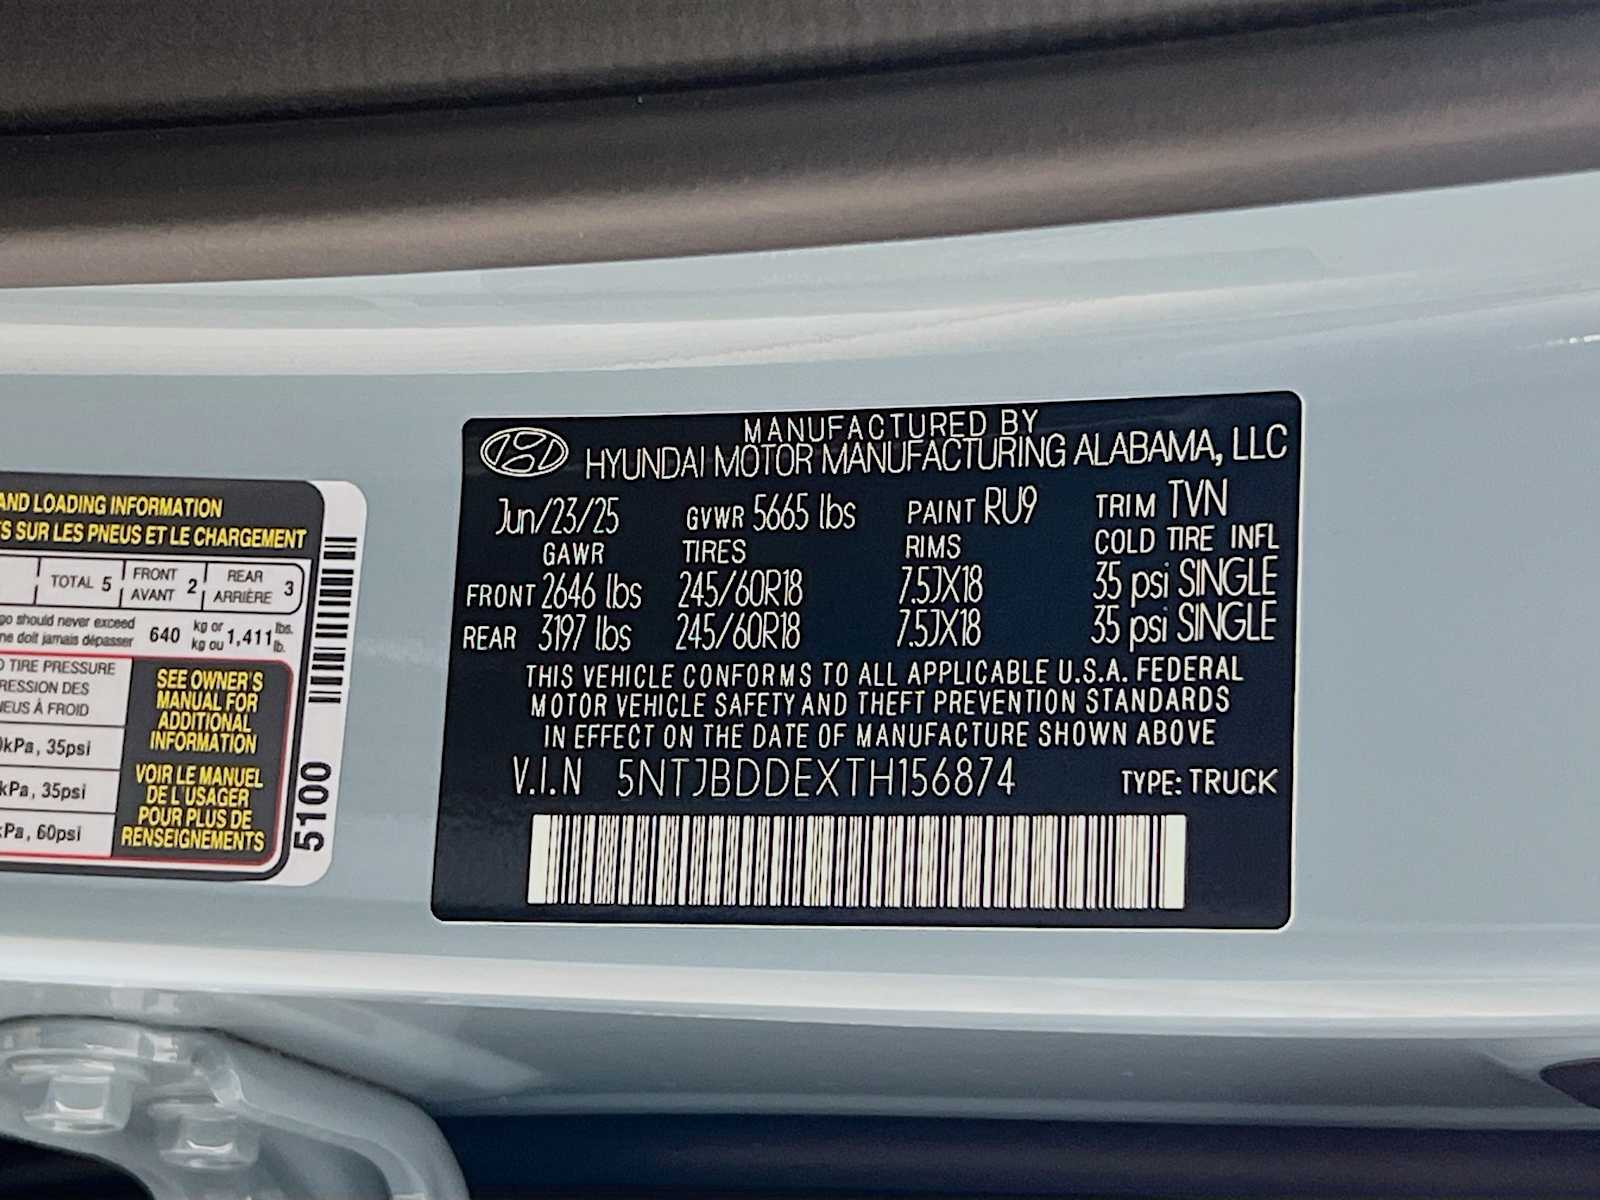 MANUFACTURED BY
HYUNDAI MOTOR MANUFACTURING ALABAMA, LLC
Jun/23/25 GVWR 5665 lbs PAINT RU9 TRIM TVN
GAWR TIRES RIMS COLD TIRE INFL
FRONT 2646 lbs 245/60R18 7.5JX18 35 psi SINGLE
REAR 3197 lbs 245/60R18 7.5JX18 35 psi SINGLE
THIS VEHICLE CONFORMS TO ALL APPLICABLE U.S.A. FEDERAL
MOTOR VEHICLE SAFETY AND THEFT PREVENTION STANDARDS
IN EFFECT ON THE DATE OF MANUFACTURE SHOWN ABOVE
V.I.N 5NTJBDDEXTH156874 TYPE: TRUCK
AND LOADING INFORMATION
SUR LES PNEUS ET LE CHARGEMENT
TOTAL 5 FRONT AVANT 2 REAR ARRIÈRE 3
should never exceed
doit jamais dépasser
640 kg or kg ou 1,411 lbs. lb.
TIRE PRESSURE
DES
À FROID
35psi
kPa, 35psi
60psi
SEE OWNER'S
MANUAL FOR
ADDITIONAL
INFORMATION
VOIR LE MANUEL
DE L'USAGER
POUR PLUS DE
RENSEIGNEMENTS
5100